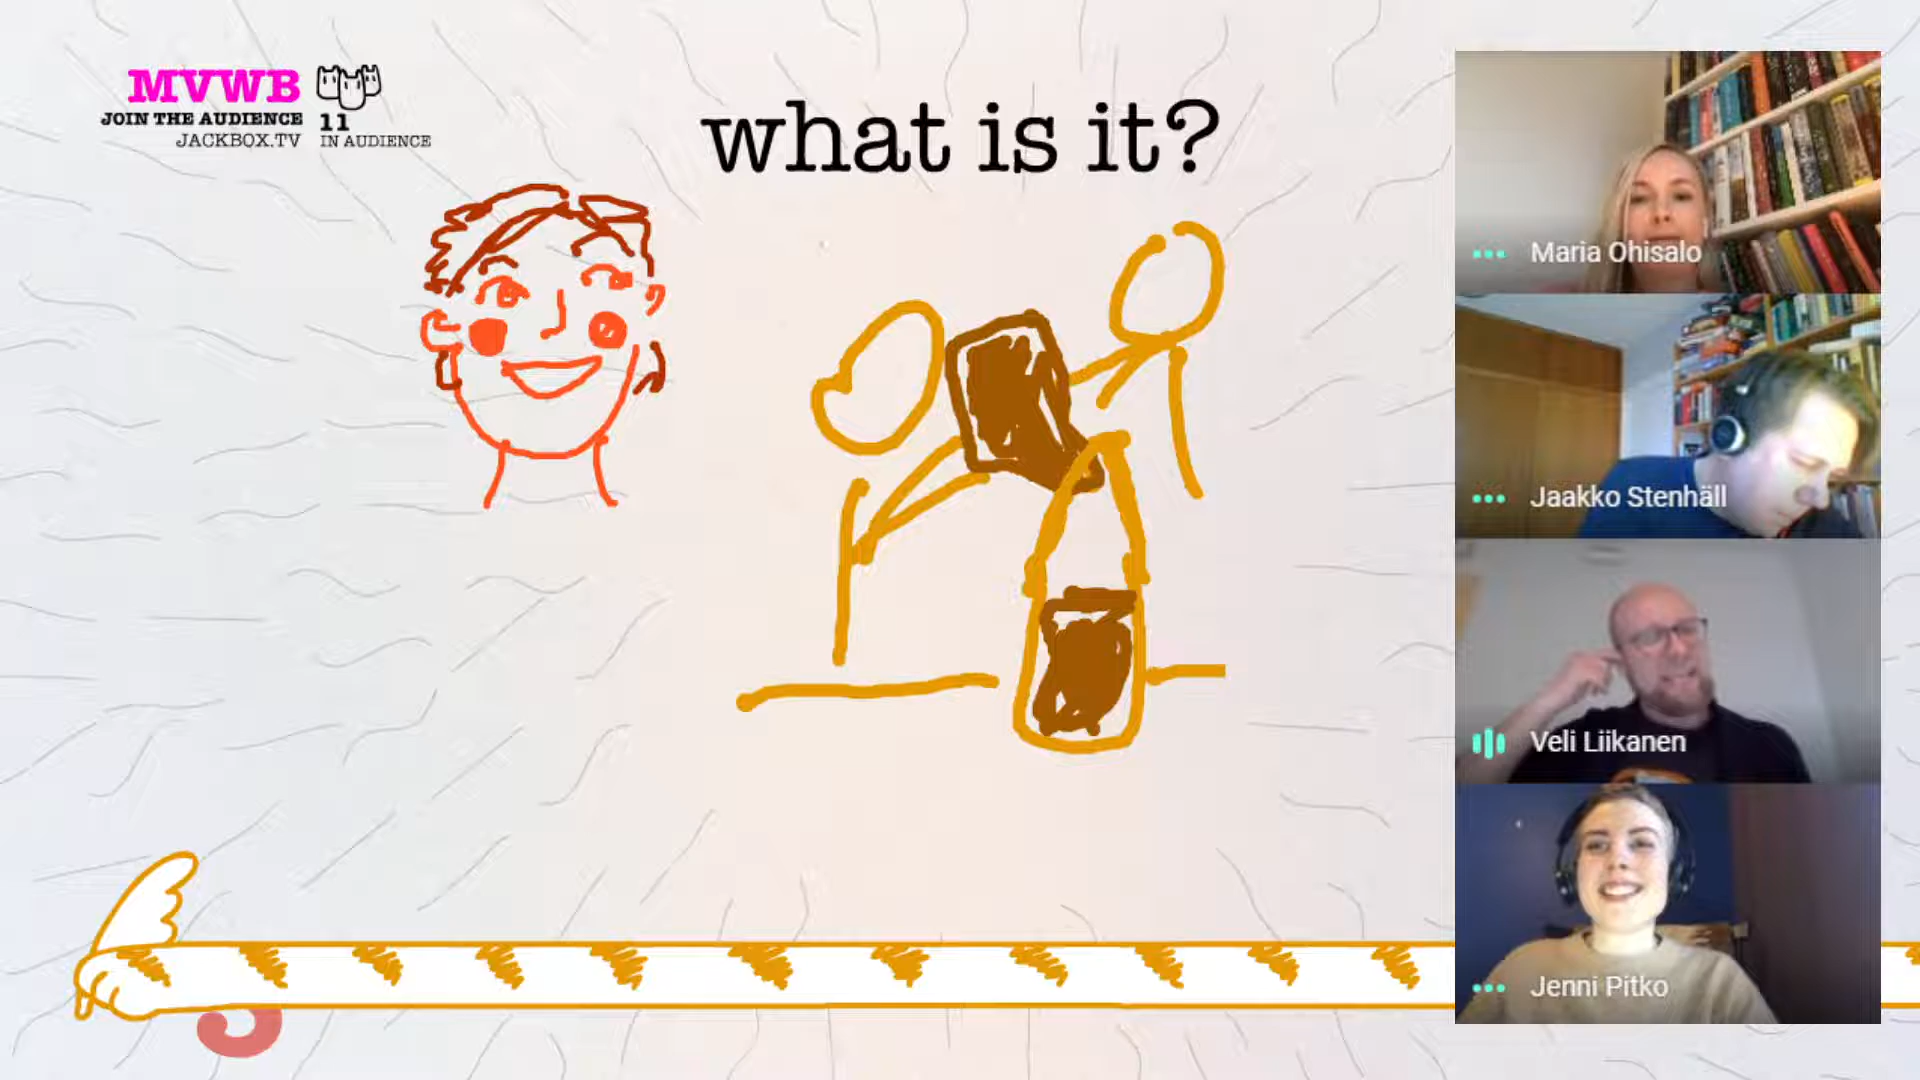 MVWB
JOIN THE AUDIENCE
JACKBOX.TV
11
IN AUDIENCE
what is it?
Maria Ohisalo
Jaakko Stenhäll
Veli Liikanen
Jenni Pitko